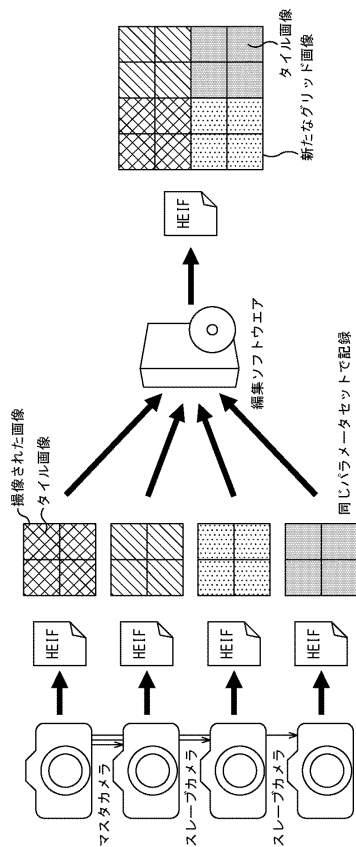 マスタカメラ
スレーブカメラ
スレーブカメラ
HEIF
HEIF
HEIF
HEIF
撮像された画像
タイル画像
同じパラメータセットで記録
編集ソフトウェア
HEIF
タイル画像
新たなグリッド画像